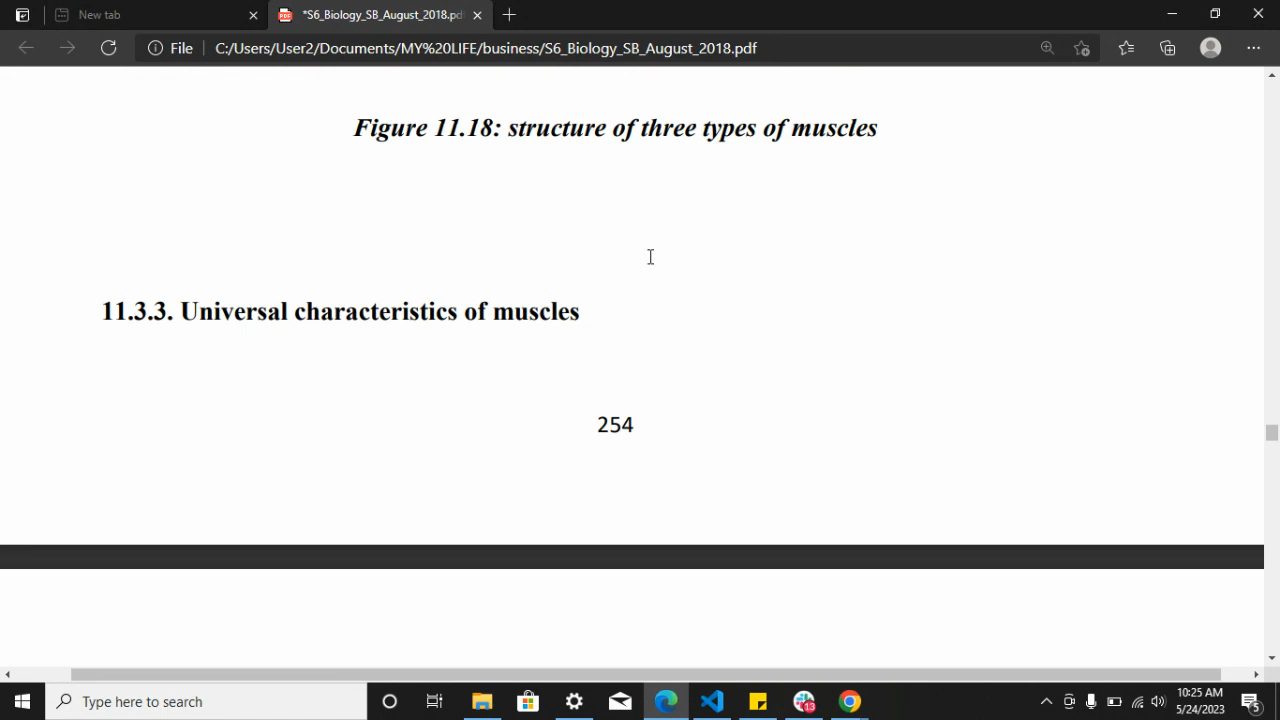 New tab
*S6_Biology_SB_August_2018.pdf
File
C:/Users/User2/Documents/MY%20LIFE/business/S6_Biology_SB_August_2018.pdf
Figure 11.18: structure of three types of muscles
11.3.3. Universal characteristics of muscles
254
Type here to search
13
10:25 AM
5/24/2023
5